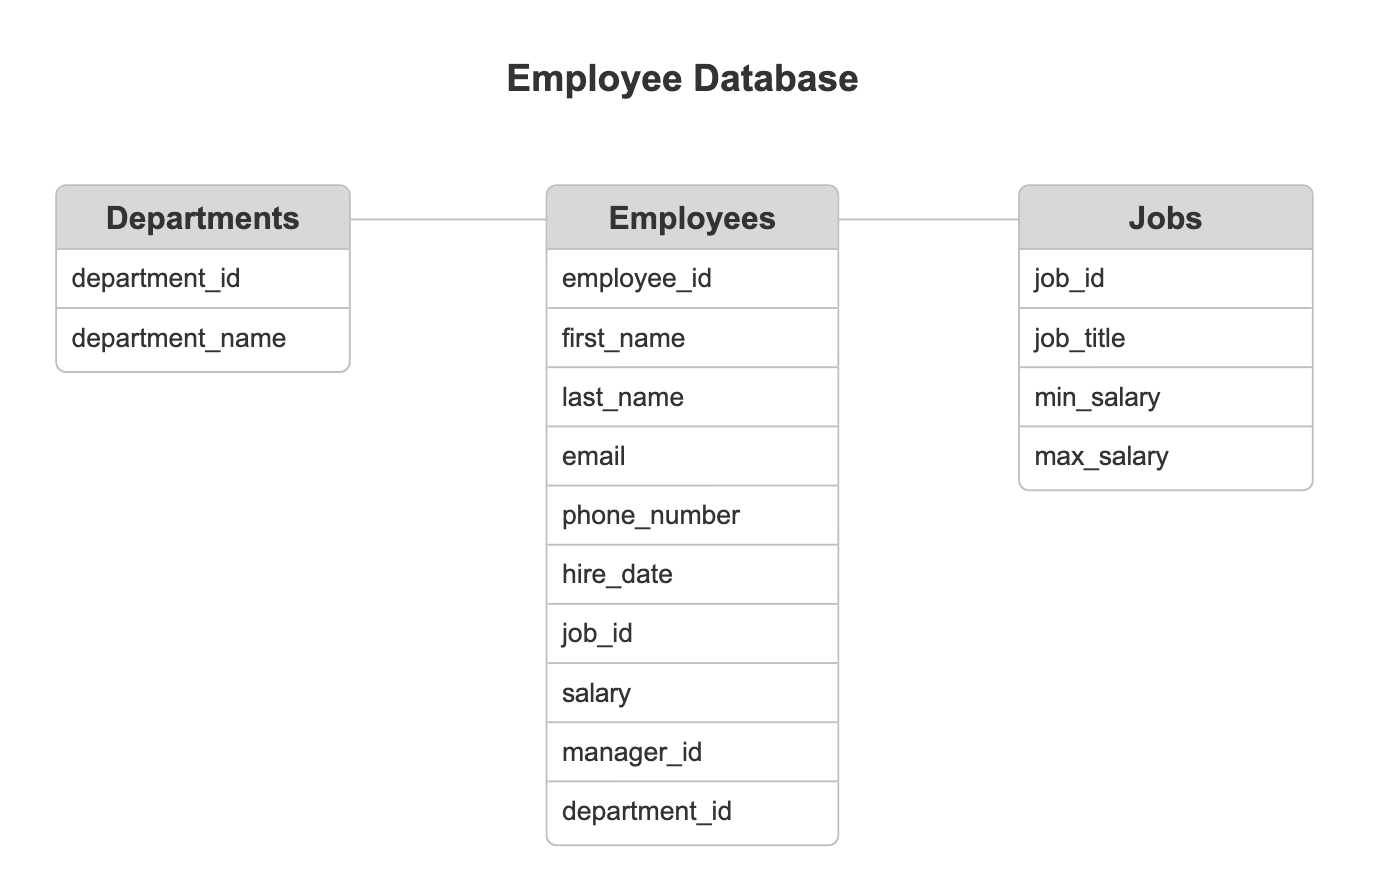 Employee Database
Departments
department_id
department_name
Employees
employee_id
first_name
last_name
email
phone_number
hire_date
job_id
salary
manager_id
department_id
Jobs
job_id
job_title
min_salary
max_salary